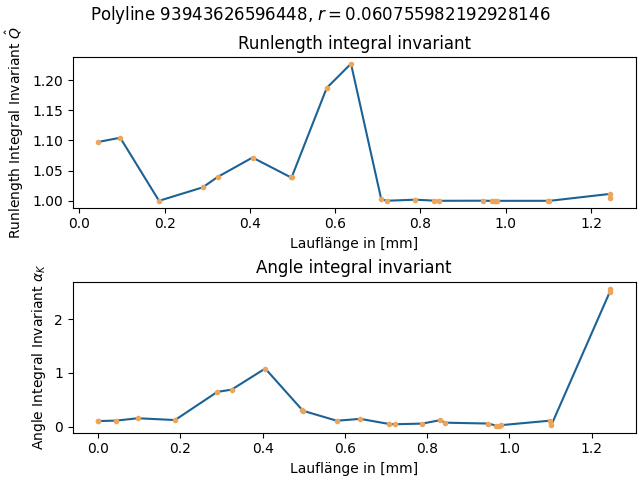 Polyline 93943626596448, r = 0.060755982192928146
Runlength integral invariant
Runlength Integral Invariant Q̂
1.20
1.15
1.10
1.05
1.00
0.0 0.2 0.4 0.6 0.8 1.0 1.2
Lauflänge in [mm]
Angle integral invariant
Angle Integral Invariant α_K
2
1
0
0.0 0.2 0.4 0.6 0.8 1.0 1.2
Lauflänge in [mm]